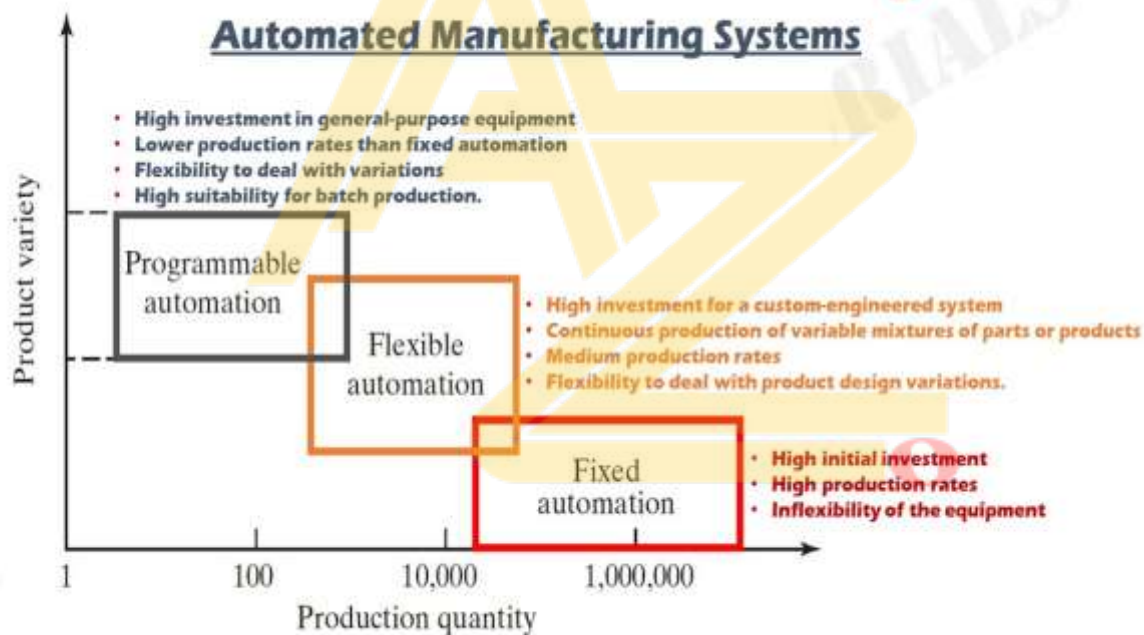 Automated Manufacturing Systems
• High investment in general-purpose equipment
• Lower production rates than fixed automation
• Flexibility to deal with variations
• High suitability for batch production.
Product variety
Programmable
automation
Flexible
automation
• High investment for a custom-engineered system
• Continuous production of variable mixtures of parts or products
• Medium production rates
• Flexibility to deal with product design variations.
Fixed
automation
• High initial investment
• High production rates
• Inflexibility of the equipment
1
100
10,000
1,000,000
Production quantity